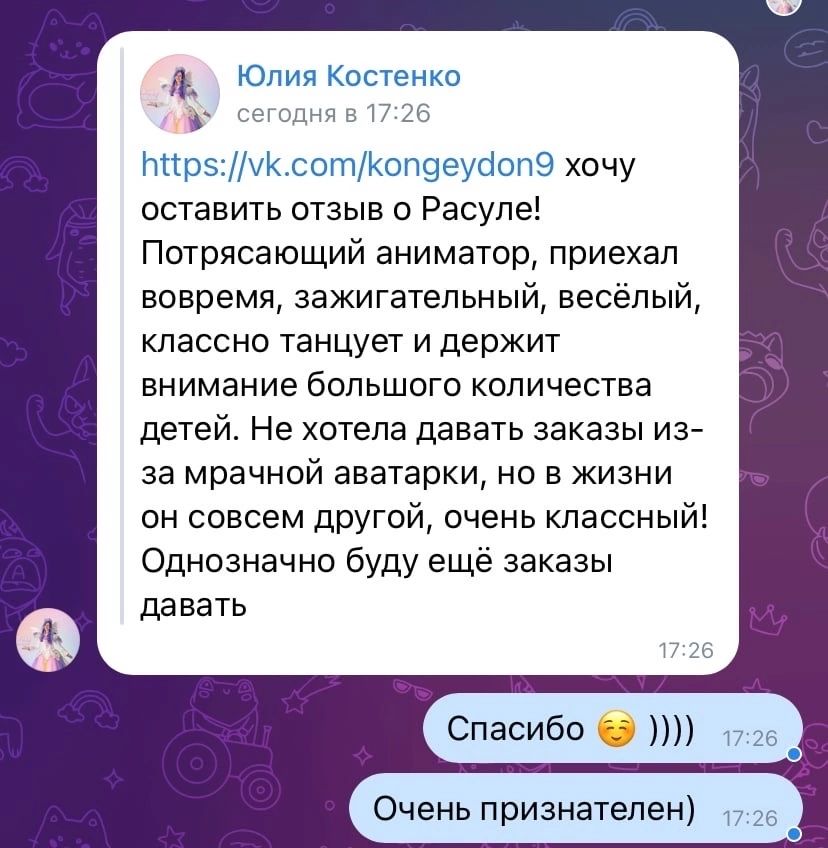 Юлия Костенко
сегодня в 17:26
https://vk.com/kongeydon9 хочу
оставить отзыв о Расуле!
Потрясающий аниматор, приехал
вовремя, зажигательный, весёлый,
классно танцует и держит
внимание большого количества
детей. Не хотела давать заказы из-
за мрачной аватарки, но в жизни
он совсем другой, очень классный!
Однозначно буду ещё заказы
давать
17:26
Спасибо ☺️ )))) 17:26
Очень признателен) 17:26